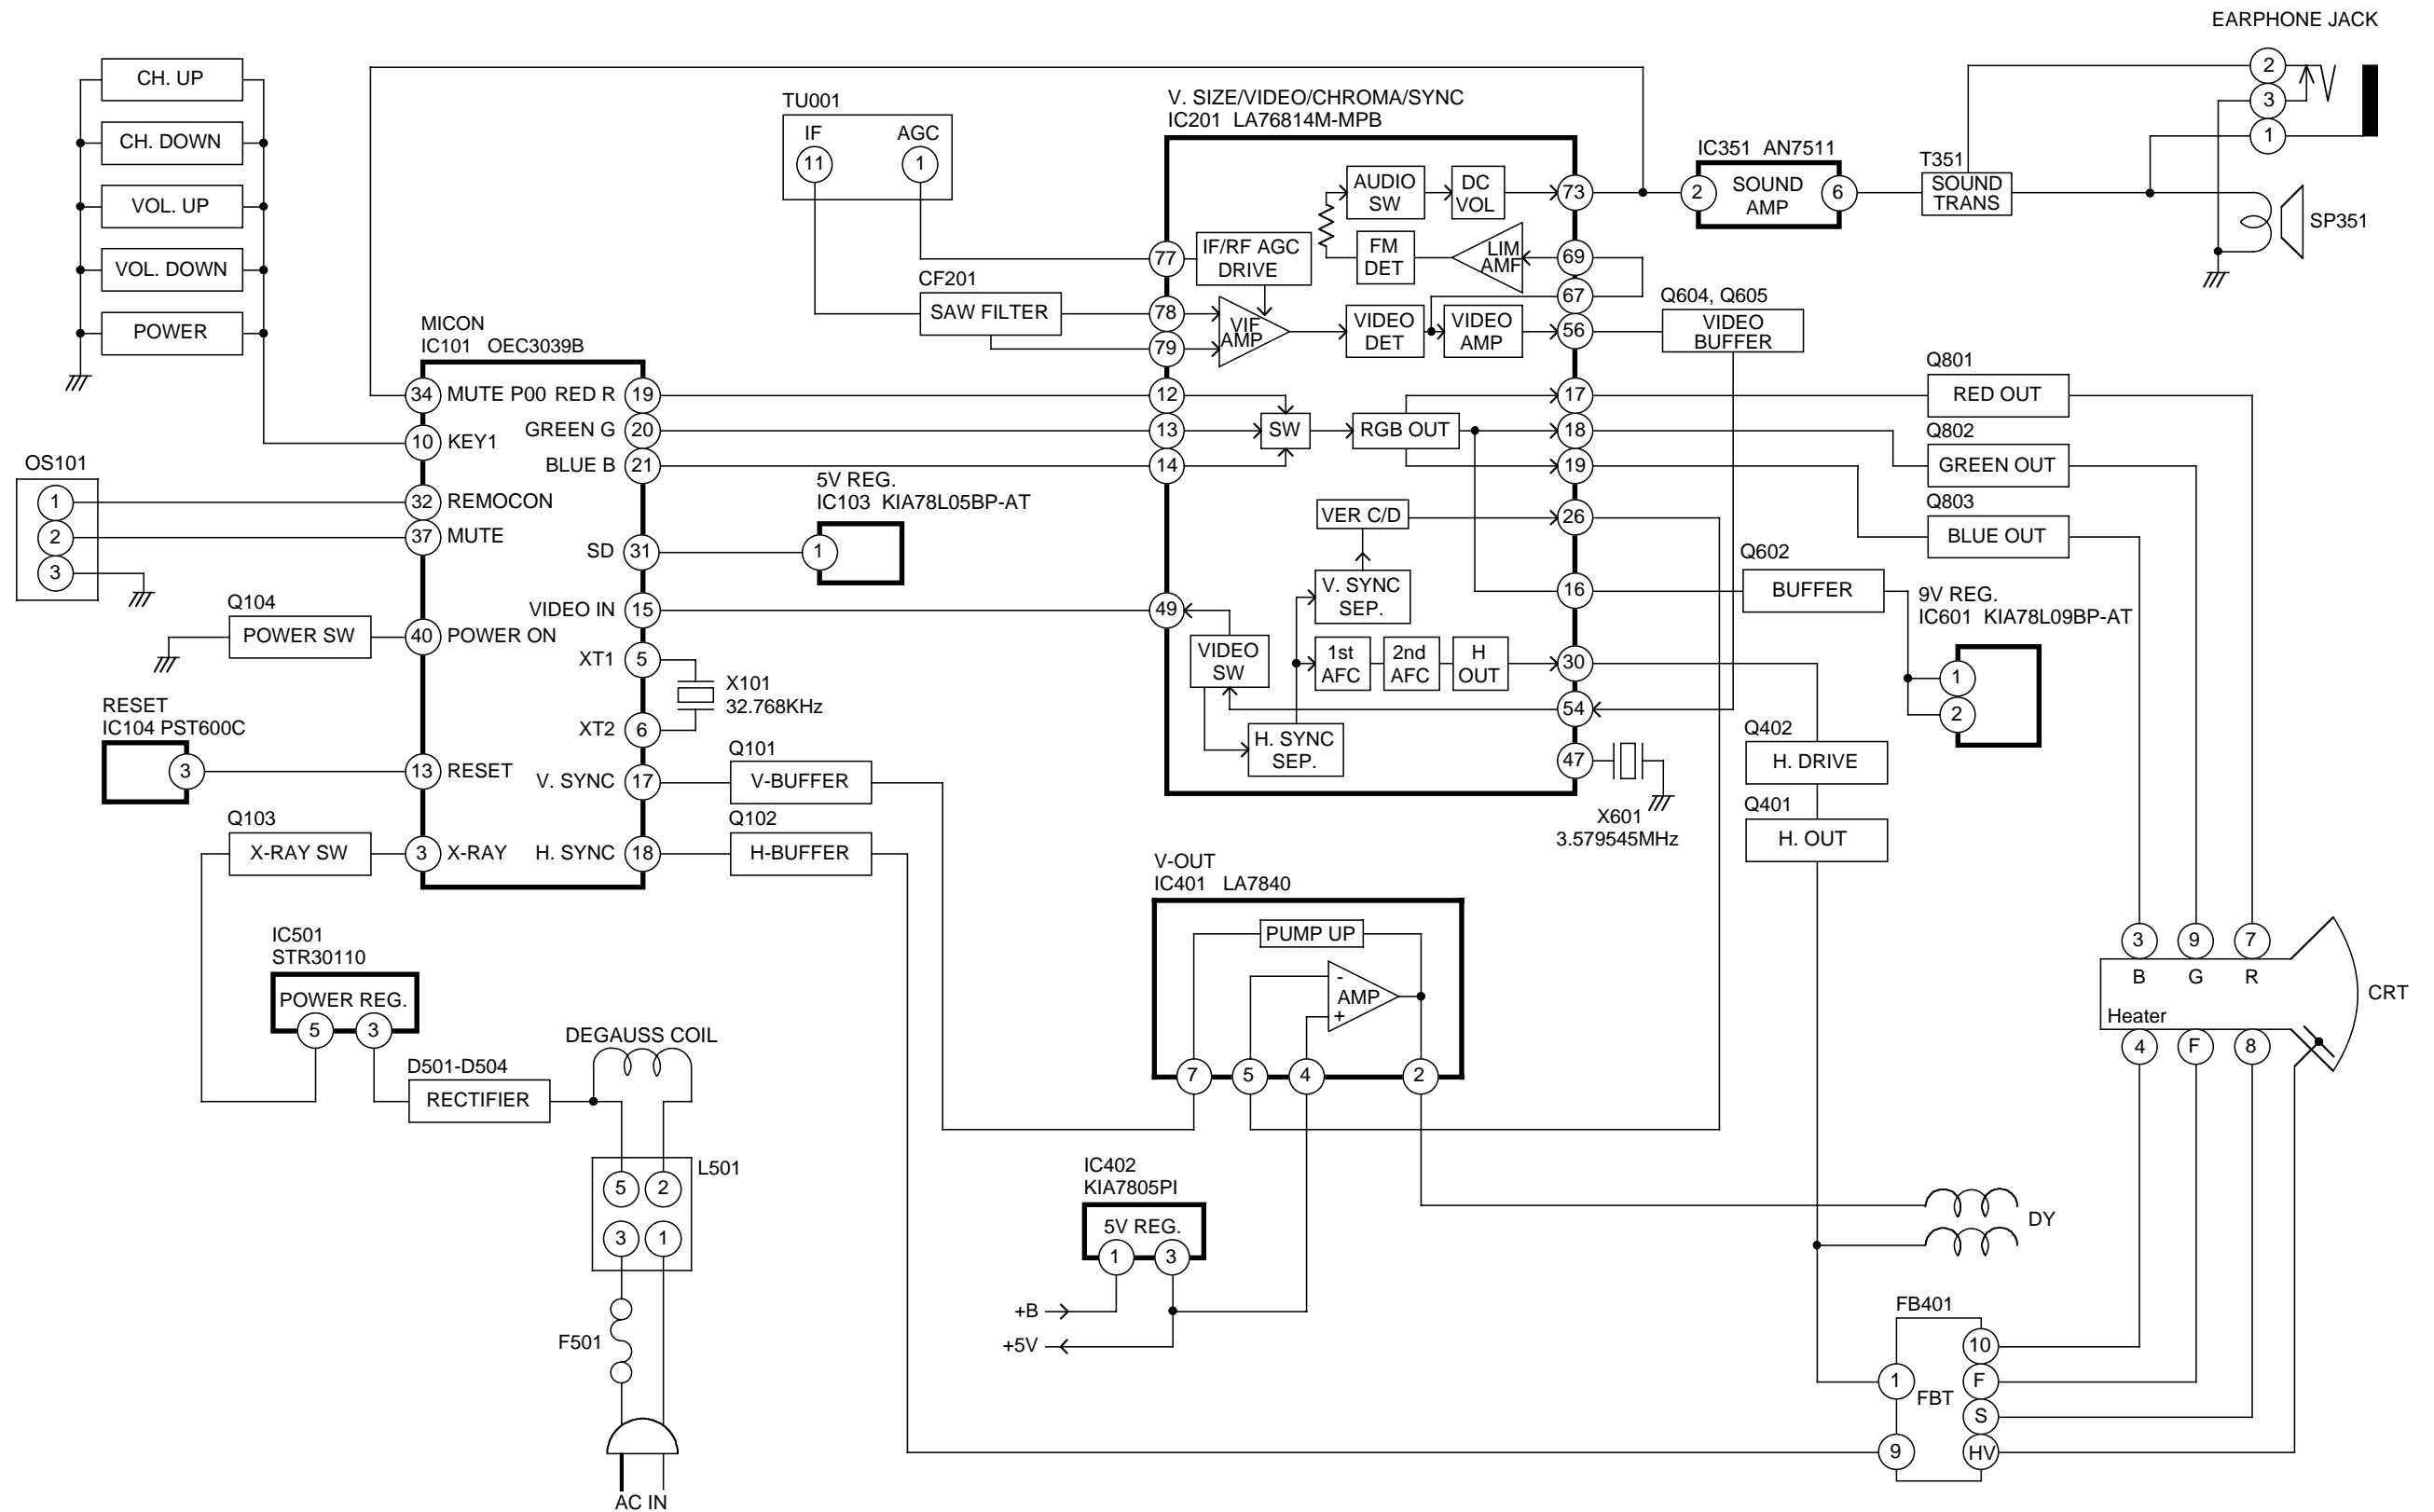 EARPHONE JACK
2
3
1
CH. UP
CH. DOWN
VOL. UP
VOL. DOWN
POWER
TU001
IF
AGC
11
1
CF201
SAW FILTER
V. SIZE/VIDEO/CHROMA/SYNC
IC201 LA76814M-MPB
AUDIO
SW
DC
VOL
73
IF/RF AGC
DRIVE
FM
DET
LIM
AMF
69
67
77
78
79
VIF
AMP
VIDEO
DET
VIDEO
AMP
56
IC351 AN7511
2
SOUND
AMP
6
T351
SOUND
TRANS
SP351
Q604, Q605
VIDEO
BUFFER
MICON
IC101 OEC3039B
34
MUTE P00
RED R
19
10
KEY1
GREEN G
20
BLUE B
21
32
REMOCON
37
MUTE
SD
31
VIDEO IN
15
40
POWER ON
XT1
5
XT2
6
13
RESET
V. SYNC
17
3
X-RAY
H. SYNC
18
OS101
1
2
3
Q104
POWER SW
RESET
IC104 PST600C
3
Q103
X-RAY SW
5V REG.
IC103 KIA78L05BP-AT
1
X101
32.768KHz
Q101
V-BUFFER
Q102
H-BUFFER
12
13
14
SW
RGB OUT
17
18
19
VER C/D
26
V. SYNC
SEP.
16
49
VIDEO
SW
1st
AFC
2nd
AFC
H
OUT
30
54
H. SYNC
SEP.
47
X601
3.579545MHz
Q801
RED OUT
Q802
GREEN OUT
Q803
BLUE OUT
Q602
BUFFER
9V REG.
IC601 KIA78L09BP-AT
1
2
Q402
H. DRIVE
Q401
H. OUT
V-OUT
IC401 LA7840
PUMP UP
-
AMP
+
7
5
4
2
IC501
STR30110
POWER REG.
5
3
D501-D504
RECTIFIER
DEGAUSS COIL
L501
5
2
3
1
F501
AC IN
IC402
KIA7805PI
5V REG.
1
3
+B
+5V
3
9
7
B
G
R
CRT
Heater
4
F
8
DY
FB401
10
1
F
FBT
S
9
HV